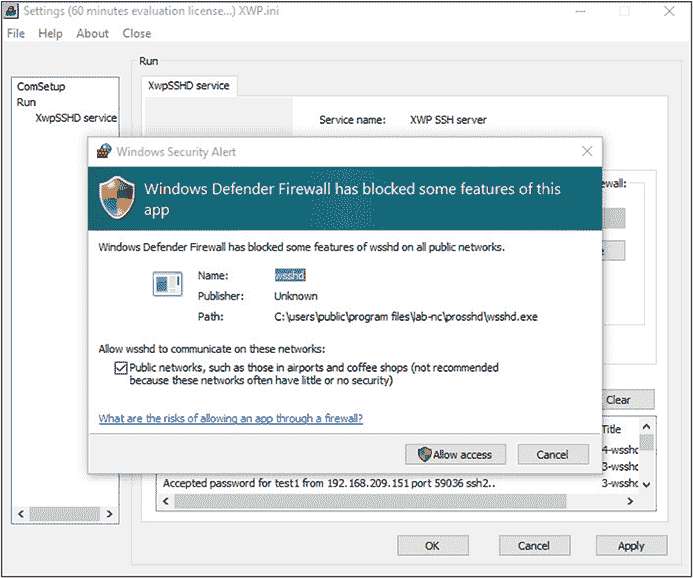 Settings (60 minutes evaluation license...) XWP.ini
File Help About Close
Run
ComSetup
Run
XwpSSHD service
XwpSSHD service
Service name: XWP SSH server
Windows Security Alert
Windows Defender Firewall has blocked some features of this
app
Windows Defender Firewall has blocked some features of wsshd on all public networks.
Name: wsshd
Publisher: Unknown
Path: C:\users\public\program files\lab-nc\prosshd\wsshd.exe
Allow wsshd to communicate on these networks:
Public networks, such as those in airports and coffee shops (not recommended
because these networks often have little or no security)
What are the risks of allowing an app through a firewall?
Allow access Cancel
Clear
Title
4-wsshd
3-wsshd
Accepted password for test1 from 192.168.209.151 port 59036 ssh2.. 3-wsshd
OK Cancel Apply